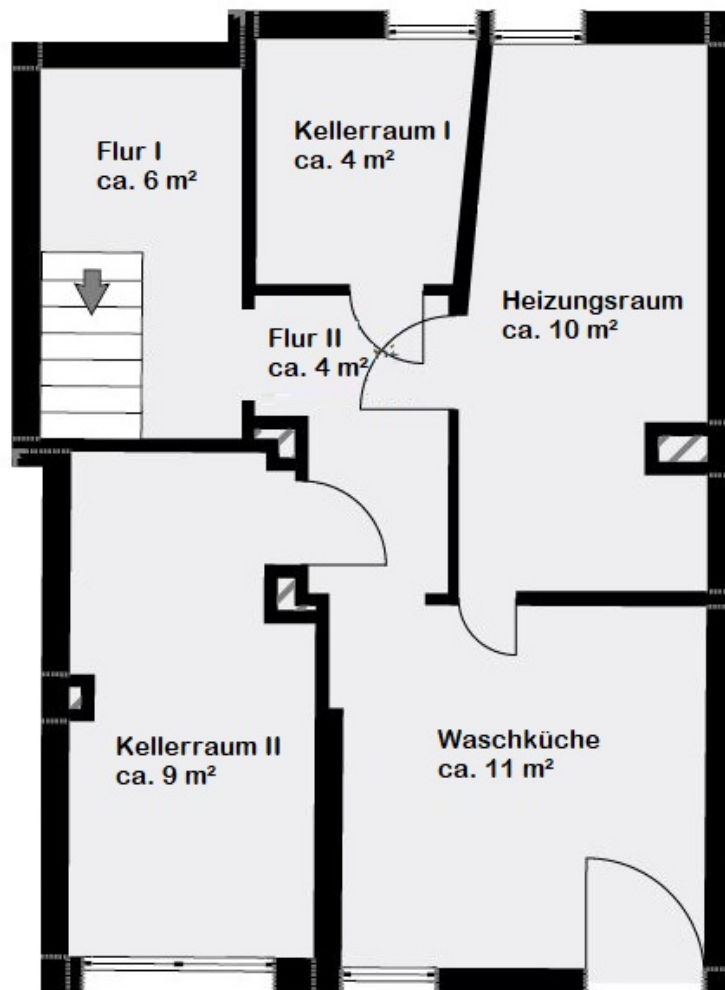 Kellerraum I
ca. 4 m²
Flur I
ca. 6 m²
Heizungsraum
ca. 10 m²
Flur II
ca. 4 m²
Kellerraum II
ca. 9 m²
Waschküche
ca. 11 m²